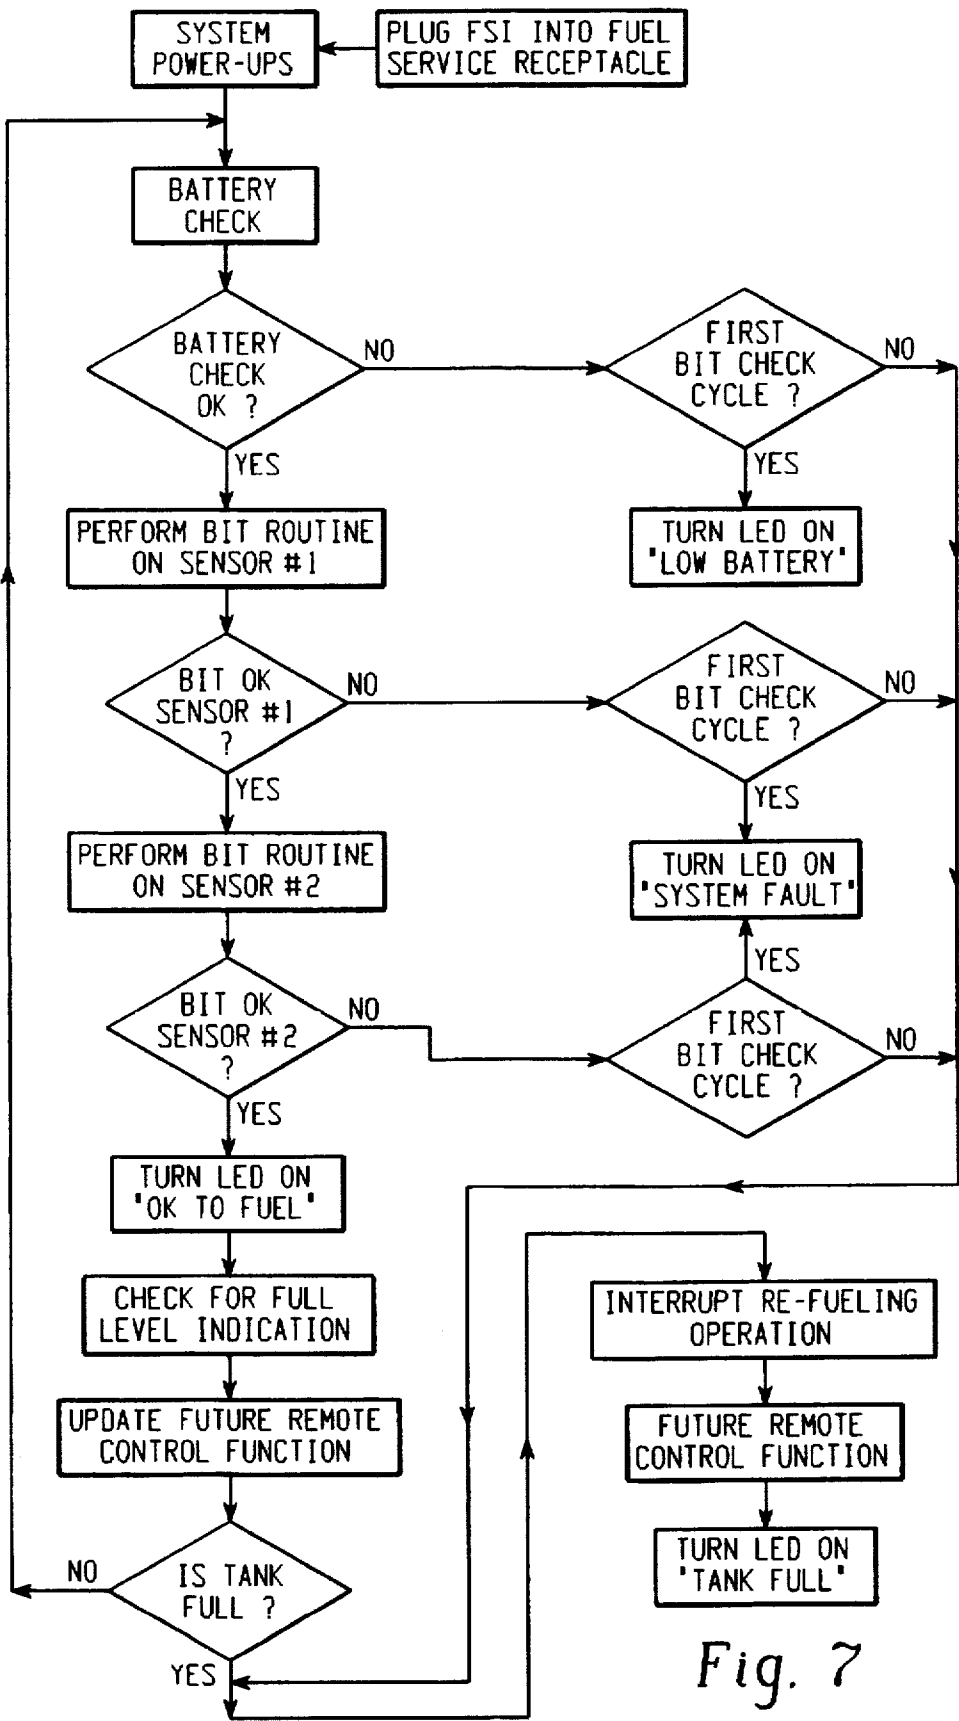 SYSTEM
POWER-UPS
PLUG FSI INTO FUEL
SERVICE RECEPTACLE
BATTERY
CHECK
BATTERY
CHECK
OK ?
NO
YES
FIRST
BIT CHECK
CYCLE ?
NO
YES
PERFORM BIT ROUTINE
ON SENSOR #1
TURN LED ON
"LOW BATTERY"
BIT OK
SENSOR #1
?
NO
YES
FIRST
BIT CHECK
CYCLE ?
NO
YES
PERFORM BIT ROUTINE
ON SENSOR #2
TURN LED ON
"SYSTEM FAULT"
YES
BIT OK
SENSOR #2
?
NO
YES
FIRST
BIT CHECK
CYCLE ?
NO
TURN LED ON
"OK TO FUEL"
CHECK FOR FULL
LEVEL INDICATION
INTERRUPT RE-FUELING
OPERATION
UPDATE FUTURE REMOTE
CONTROL FUNCTION
FUTURE REMOTE
CONTROL FUNCTION
IS TANK
FULL ?
NO
YES
TURN LED ON
"TANK FULL"
Fig. 7